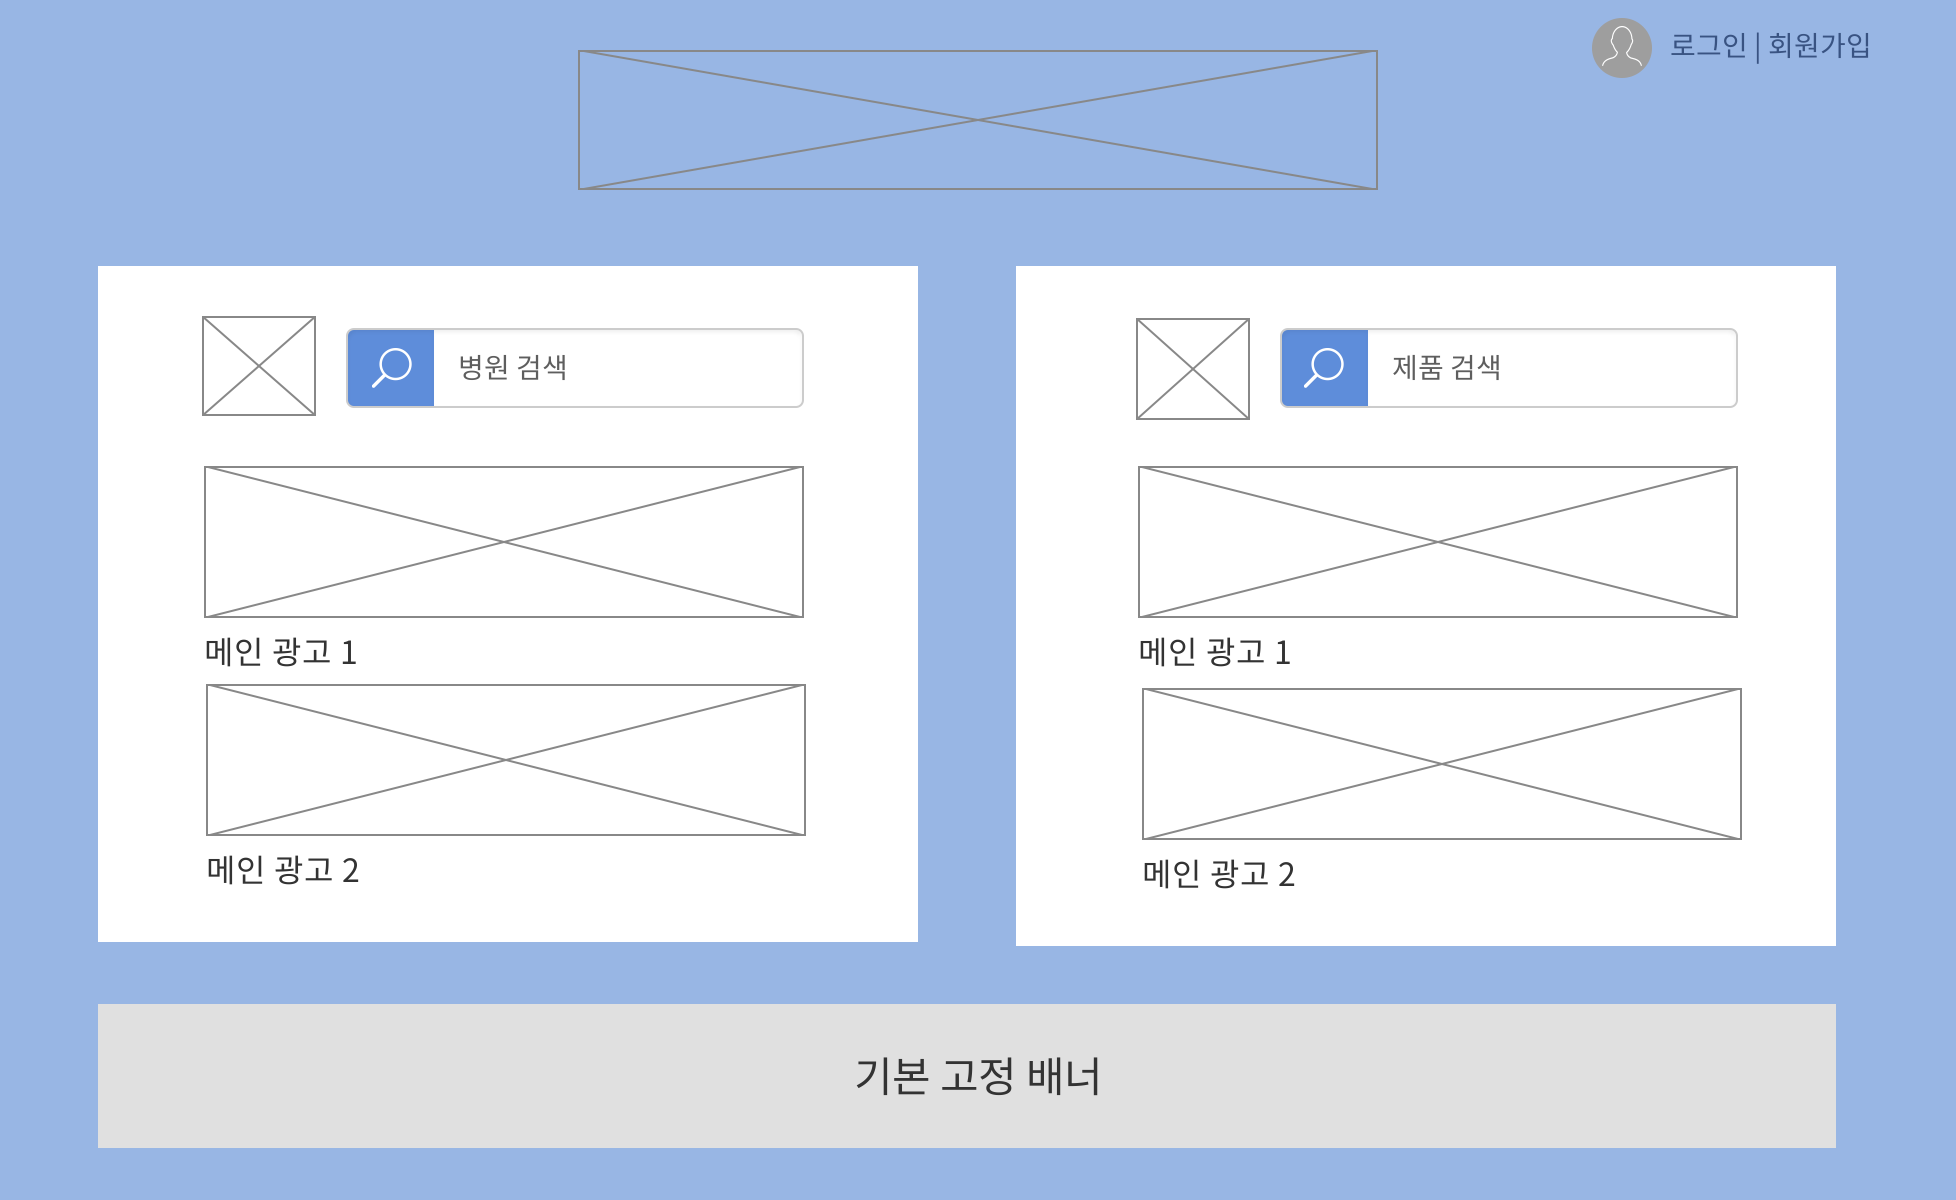 로그인 | 회원가입
병원 검색
메인 광고 1
메인 광고 2
제품 검색
메인 광고 1
메인 광고 2
기본 고정 배너